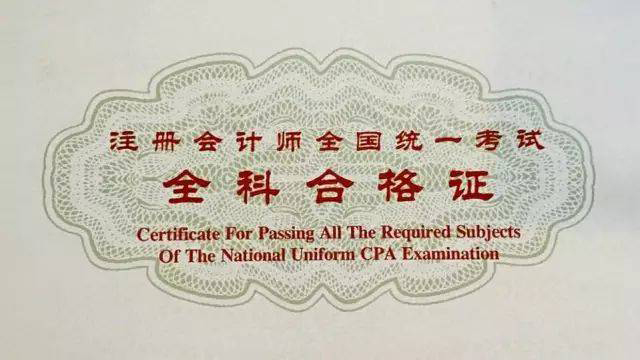 注册会计师全国统一考试
全科合格证
Certificate For Passing All The Required Subjects
Of The National Uniform CPA Examination